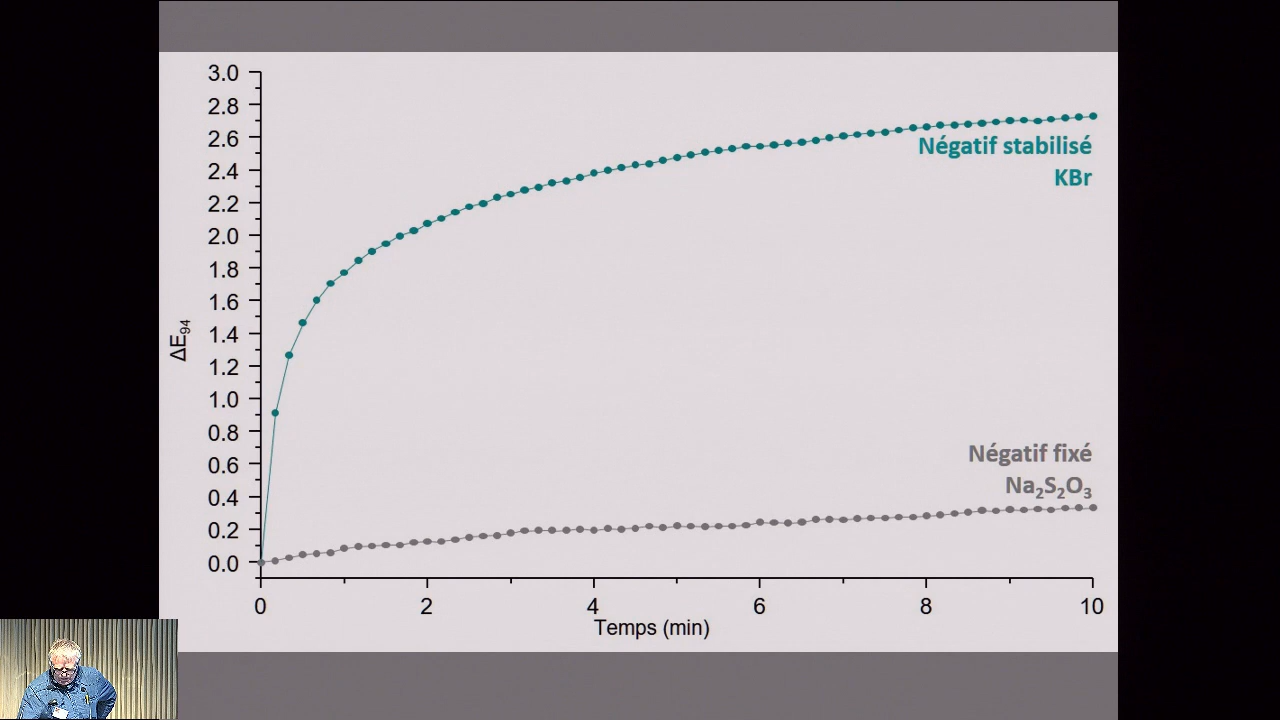 3.0
2.8
2.6
2.4
2.2
2.0
1.8
1.6
1.4
1.2
1.0
0.8
0.6
0.4
0.2
0.0
ΔE94
Négatif stabilisé
KBr
Négatif fixé
Na₂S₂O₃
0 2 4 6 8 10
Temps (min)